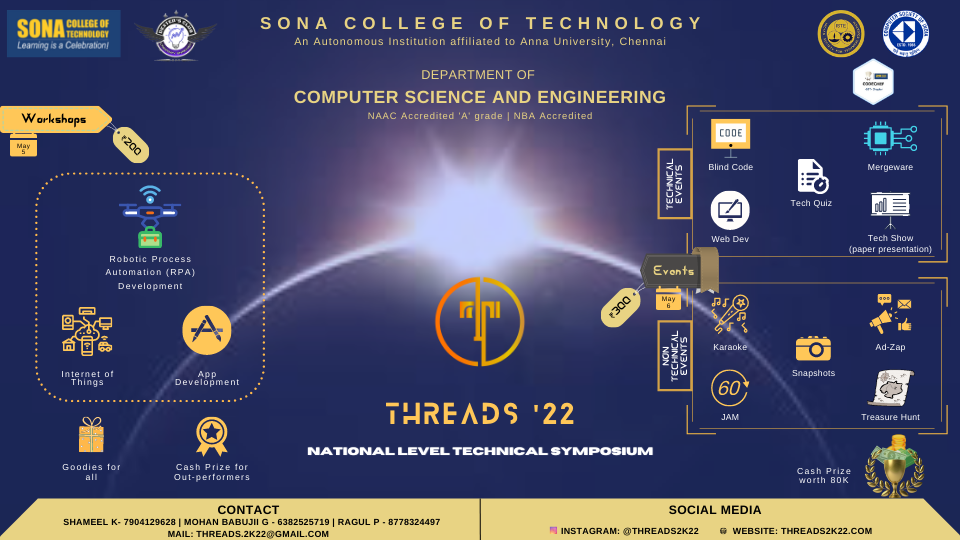 SONA COLLEGE OF
TECHNOLOGY
Learning is a Celebration!
SONA COLLEGE OF TECHNOLOGY
An Autonomous Institution affiliated to Anna University, Chennai
DEPARTMENT OF
COMPUTER SCIENCE AND ENGINEERING
NAAC Accredited 'A' grade | NBA Accredited
Workshops
May
5
₹200
Robotic Process
Automation (RPA)
Development
Internet of
Things
App
Development
Goodies for
all
Cash Prize for
Out-performers
THREADS '22
NATIONAL LEVEL TECHNICAL SYMPOSIUM
TECHNICAL
EVENTS
CODE
Blind Code
Mergeware
Tech Quiz
Web Dev
Tech Show
(paper presentation)
Events
₹300
May
6
NON
TECHNICAL
EVENTS
Karaoke
Ad-Zap
Snapshots
60
JAM
Treasure Hunt
Cash Prize
worth 80K
CONTACT
SHAMEEL K- 7904129628 | MOHAN BABUJII G - 6382525719 | RAGUL P - 8778324497
MAIL: THREADS.2K22@GMAIL.COM
SOCIAL MEDIA
INSTAGRAM: @THREADS2K22
WEBSITE: THREADS2K22.COM